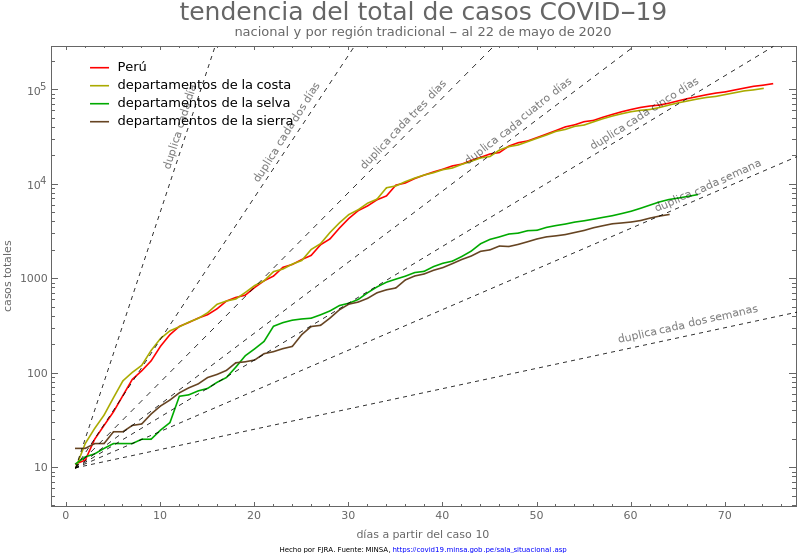 tendencia del total de casos COVID−19
nacional y por región tradicional − al 22 de mayo de 2020
Perú
departamentos de la costa
departamentos de la selva
departamentos de la sierra
duplica cada día
duplica cada dos días
duplica cada tres días
duplica cada cuatro días
duplica cada cinco días
duplica cada semana
duplica cada dos semanas
casos totales
10^5
10^4
1000
100
10
0 10 20 30 40 50 60 70
días a partir del caso 10
Hecho por FJRA. Fuente: MINSA, https://covid19.minsa.gob.pe/sala_situacional.asp